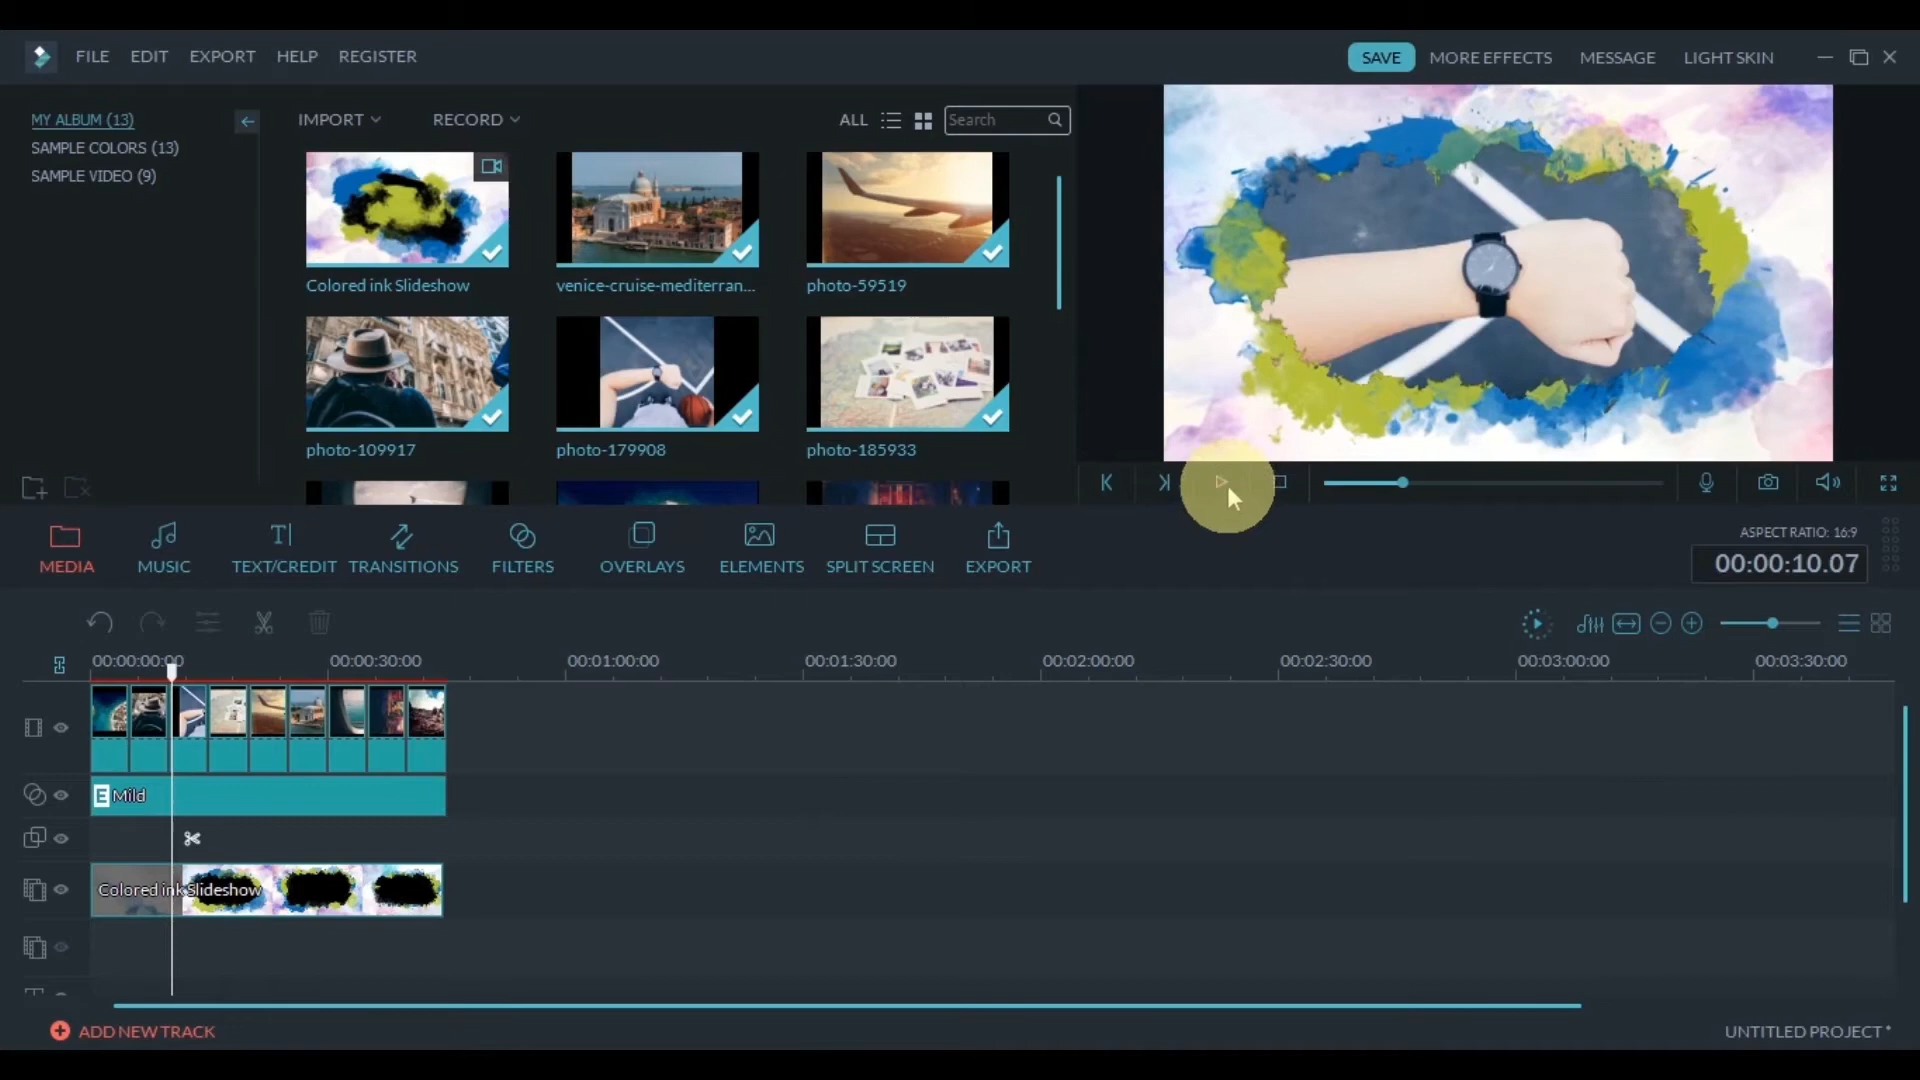 FILE EDIT EXPORT HELP REGISTER
SAVE MORE EFFECTS MESSAGE LIGHT SKIN
MY ALBUM (13)
SAMPLE COLORS (13)
SAMPLE VIDEO (9)
IMPORT RECORD ALL Search
Colored ink Slideshow venice-cruise-mediterran... photo-59519
photo-109917 photo-179908 photo-185933
MEDIA MUSIC TEXT/CREDIT TRANSITIONS FILTERS OVERLAYS ELEMENTS SPLIT SCREEN EXPORT
ASPECT RATIO: 16:9
00:00:10.07
00:00:00:00 00:00:30:00 00:01:00:00 00:01:30:00 00:02:00:00 00:02:30:00 00:03:00:00 00:03:30:00
E Mild
Colored ink Slideshow
ADD NEW TRACK
UNTITLED PROJECT *